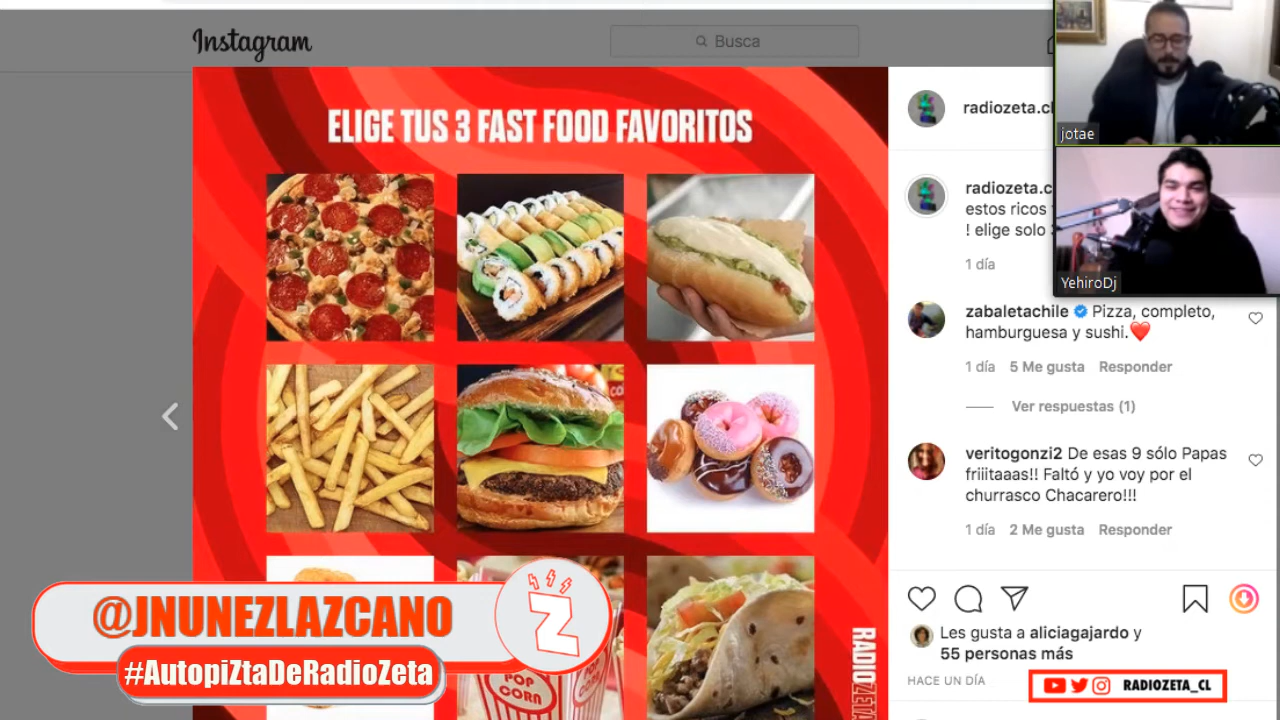 Instagram
Busca
ELIGE TUS 3 FAST FOOD FAVORITOS
radiozeta.cl
jotae
radiozeta.c
estos ricos
! elige solo
1 día
YehiroDj
zabaletachile Pizza, completo,
hamburguesa y sushi.❤️
1 día 5 Me gusta Responder
Ver respuestas (1)
veritogonzi2 De esas 9 sólo Papas
friiitaaas!! Faltó y yo voy por el
churrasco Chacarero!!!
1 día 2 Me gusta Responder
@JNUNEZLAZCANO
Z
#AutopiZtaDeRadioZeta
POP
CORN
RADIOZETA
Les gusta a aliciagajardo y
55 personas más
HACE UN DÍA
RADIOZETA_CL